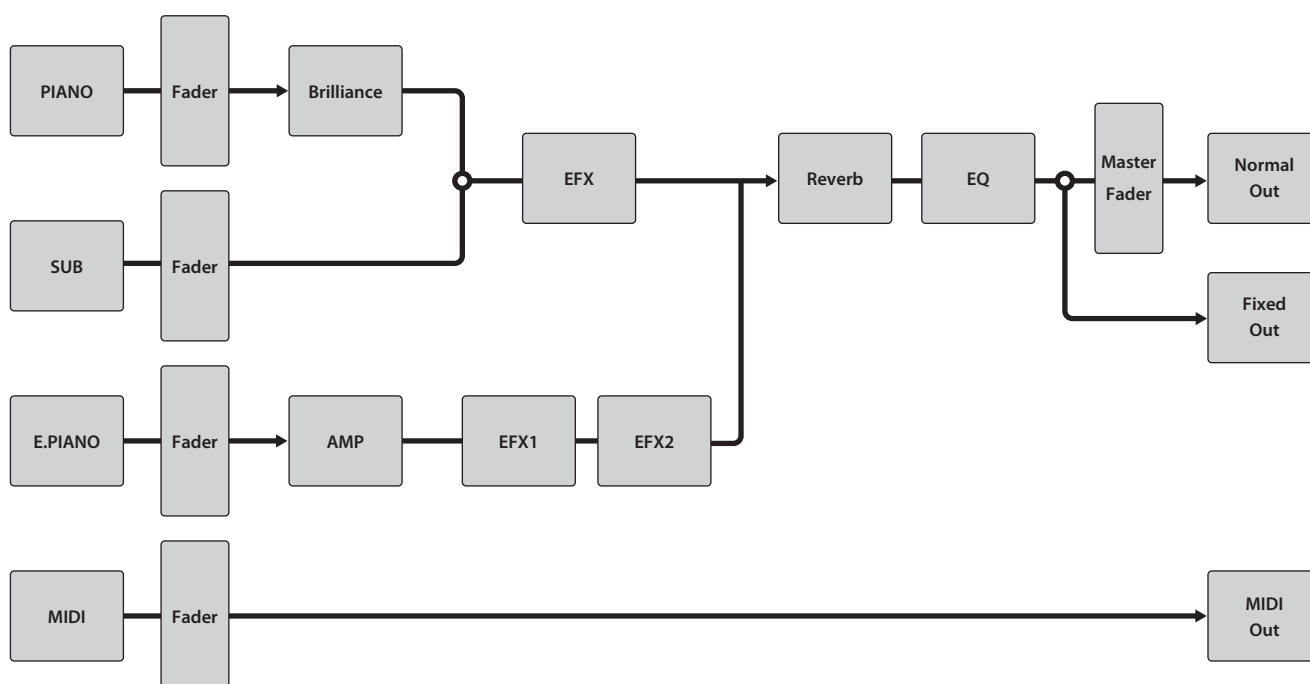 PIANO
Fader
Brilliance
EFX
Reverb
EQ
Master
Fader
Normal
Out
SUB
Fader
Fixed
Out
E.PIANO
Fader
AMP
EFX1
EFX2
MIDI
Fader
MIDI
Out